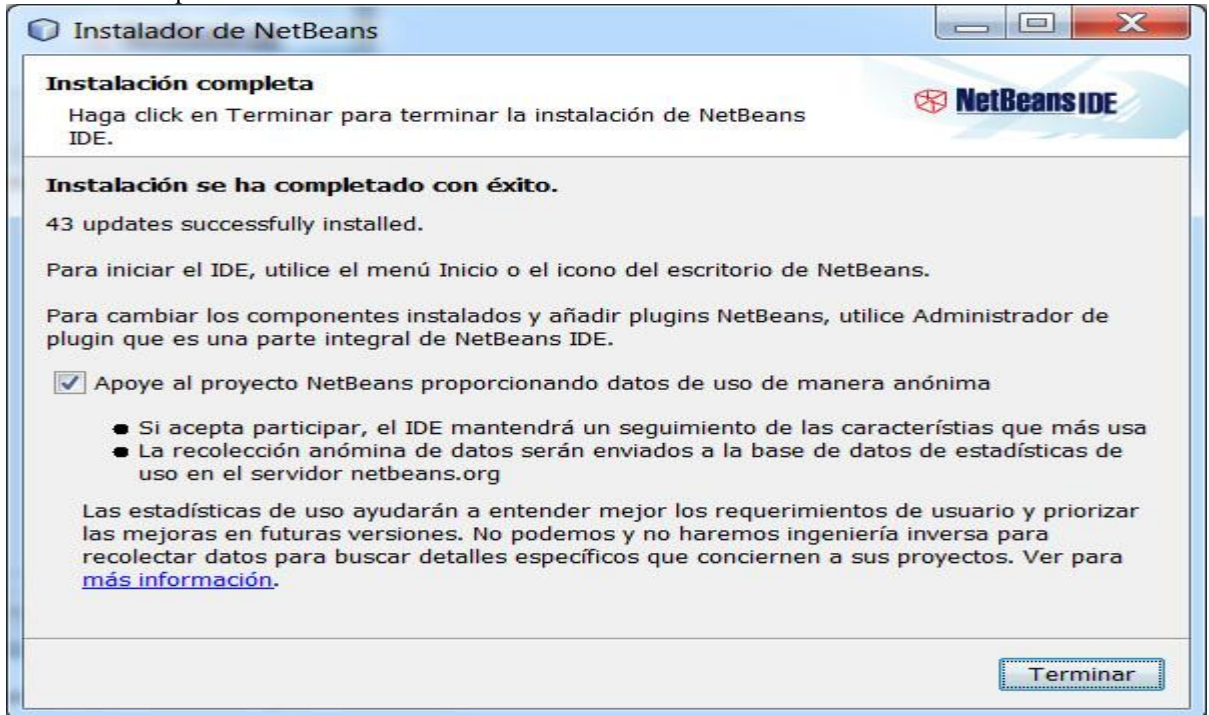 Instalador de NetBeans
Instalación completa
Haga click en Terminar para terminar la instalación de NetBeans
IDE.
NetBeans IDE
Instalación se ha completado con éxito.
43 updates successfully installed.
Para iniciar el IDE, utilice el menú Inicio o el icono del escritorio de NetBeans.
Para cambiar los componentes instalados y añadir plugins NetBeans, utilice Administrador de
plugin que es una parte integral de NetBeans IDE.
Apoye al proyecto NetBeans proporcionando datos de uso de manera anónima
Si acepta participar, el IDE mantendrá un seguimiento de las característias que más usa
La recolección anómina de datos serán enviados a la base de datos de estadísticas de
uso en el servidor netbeans.org
Las estadísticas de uso ayudarán a entender mejor los requerimientos de usuario y priorizar
las mejoras en futuras versiones. No podemos y no haremos ingeniería inversa para
recolectar datos para buscar detalles específicos que conciernen a sus proyectos. Ver para
más información.
Terminar